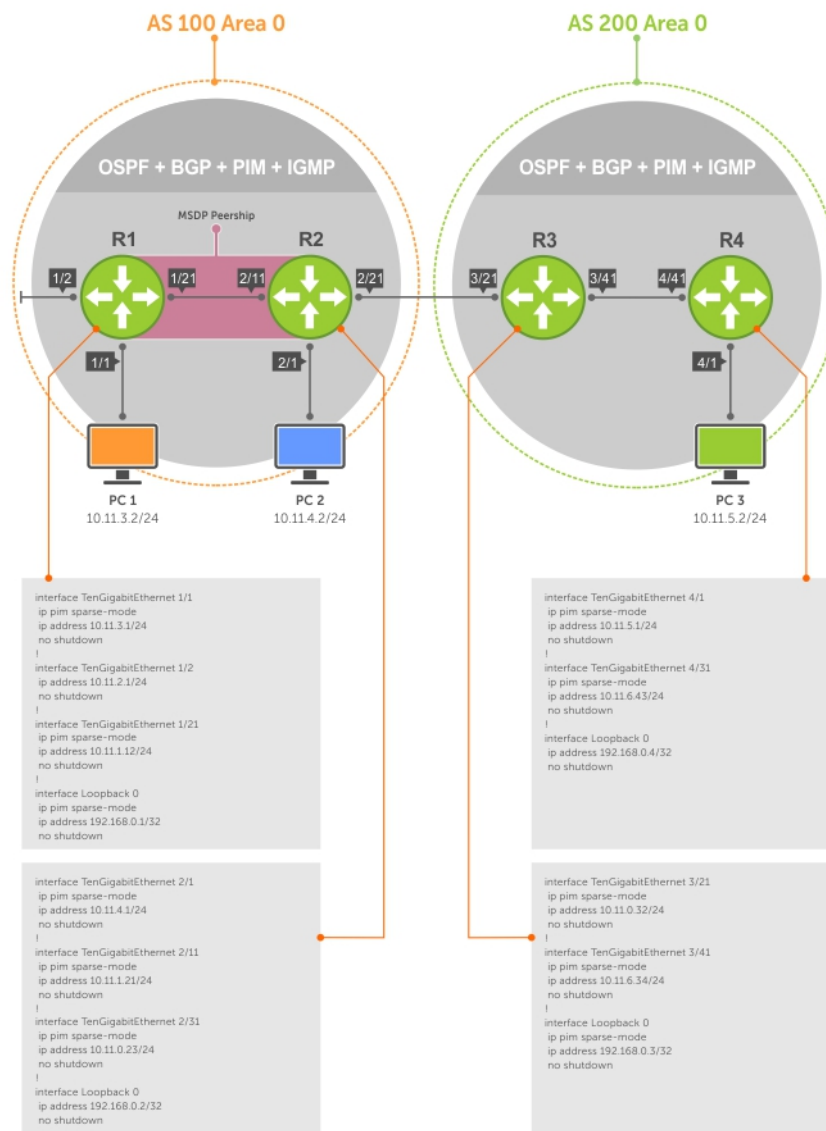 AS 100 Area 0
AS 200 Area 0
OSPF + BGP + PIM + IGMP
OSPF + BGP + PIM + IGMP
MSDP Peership
R1
R2
R3
R4
1/2
1/21
2/11
2/21
3/21
3/41
4/41
1/1
2/1
4/1
PC 1
10.11.3.2/24
PC 2
10.11.4.2/24
PC 3
10.11.5.2/24
interface TenGigabitEthernet 1/1
ip pim sparse-mode
ip address 10.11.3.1/24
no shutdown
!
interface TenGigabitEthernet 1/2
ip address 10.11.2.1/24
no shutdown
!
interface TenGigabitEthernet 1/21
ip pim sparse-mode
ip address 10.11.1.12/24
no shutdown
!
interface Loopback 0
ip pim sparse-mode
ip address 192.168.0.1/32
no shutdown
interface TenGigabitEthernet 4/1
ip pim sparse-mode
ip address 10.11.5.1/24
no shutdown
!
interface TenGigabitEthernet 4/31
ip pim sparse-mode
ip address 10.11.6.43/24
no shutdown
!
interface Loopback 0
ip address 192.168.0.4/32
no shutdown
interface TenGigabitEthernet 2/1
ip pim sparse-mode
ip address 10.11.4.1/24
no shutdown
!
interface TenGigabitEthernet 2/11
ip pim sparse-mode
ip address 10.11.1.21/24
no shutdown
!
interface TenGigabitEthernet 2/31
ip pim sparse-mode
ip address 10.11.0.23/24
no shutdown
!
interface Loopback 0
ip address 192.168.0.2/32
no shutdown
interface TenGigabitEthernet 3/21
ip pim sparse-mode
ip address 10.11.0.32/24
no shutdown
!
interface TenGigabitEthernet 3/41
ip pim sparse-mode
ip address 10.11.6.34/24
no shutdown
!
interface Loopback 0
ip pim sparse-mode
ip address 192.168.0.3/32
no shutdown